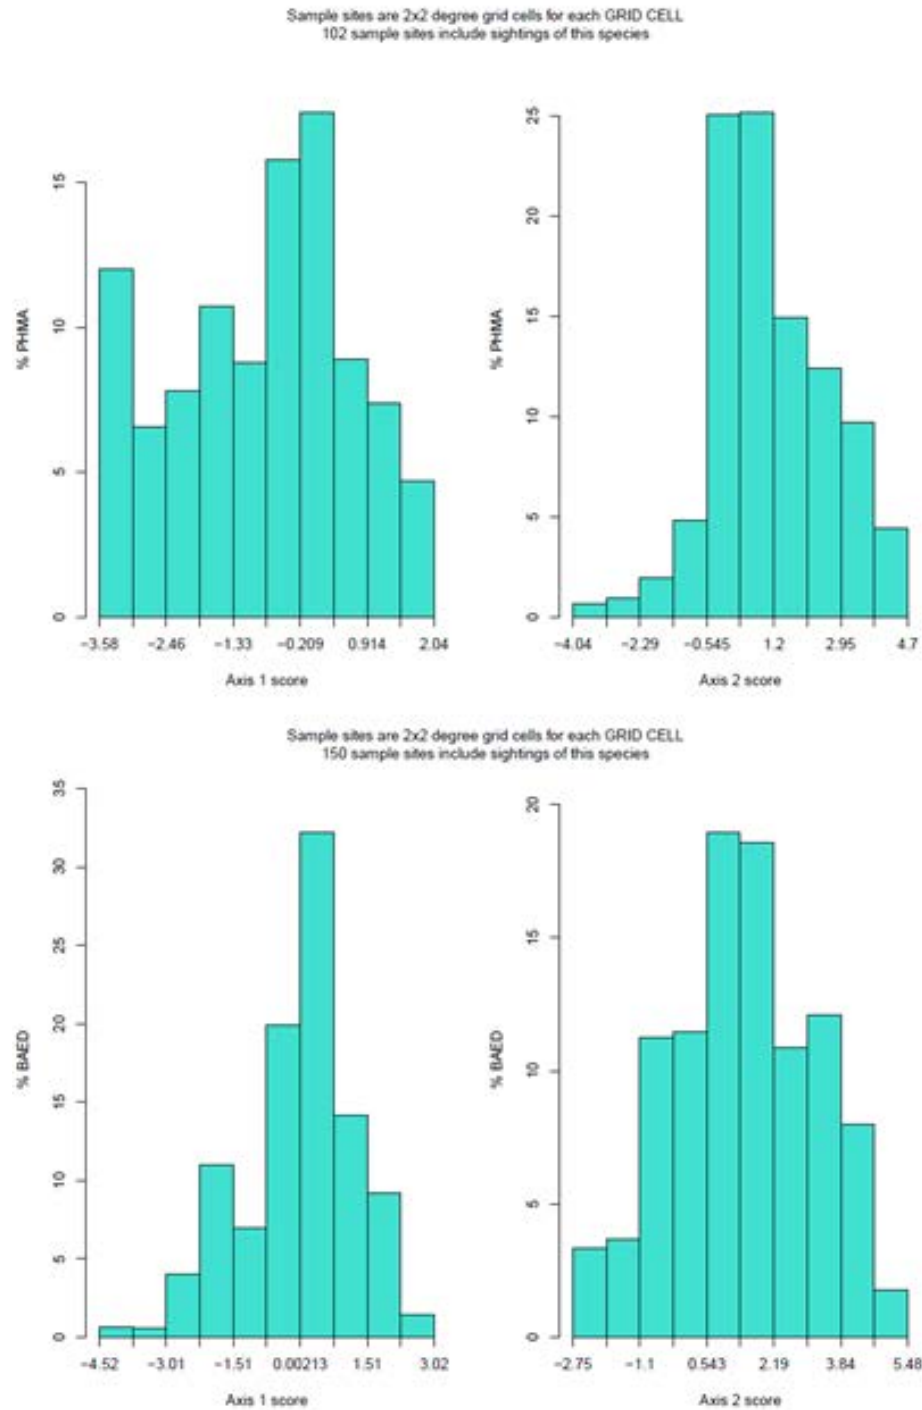 Sample sites are 2x2 degree grid cells for each GRID CELL
102 sample sites include sightings of this species
% PHMA
15
10
5
0
−3.58 −2.46 −1.33 −0.209 0.914 2.04
Axis 1 score
% PHMA
25
20
15
10
5
0
−4.04 −2.29 −0.545 1.2 2.95 4.7
Axis 2 score
Sample sites are 2x2 degree grid cells for each GRID CELL
150 sample sites include sightings of this species
% BAED
35
30
25
20
15
10
5
0
−4.52 −3.01 −1.51 0.00213 1.51 3.02
Axis 1 score
% BAED
20
15
10
5
0
−2.75 −1.1 0.543 2.19 3.84 5.48
Axis 2 score